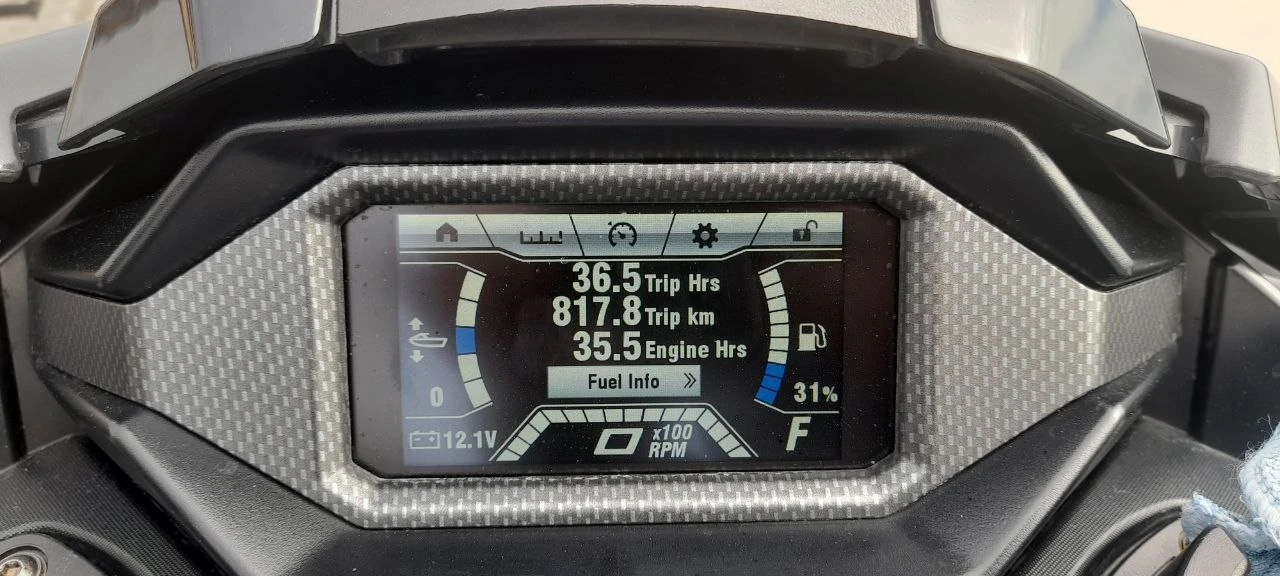 36.5 Trip Hrs
817.8 Trip km
35.5 Engine Hrs
Fuel Info »
0
31%
12.1V
0 x100 RPM
F